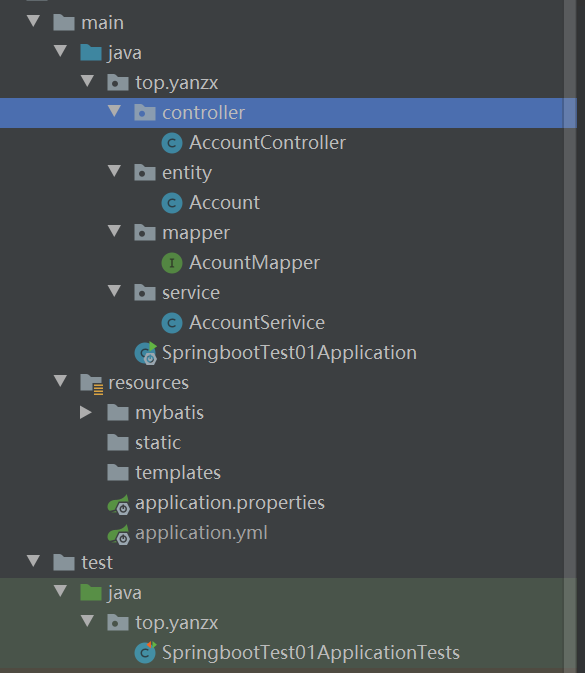 main
java
top.yanzx
controller
AccountController
entity
Account
mapper
AcountMapper
service
AccountSerivice
SpringbootTest01Application
resources
mybatis
static
templates
application.properties
application.yml
test
java
top.yanzx
SpringbootTest01ApplicationTests